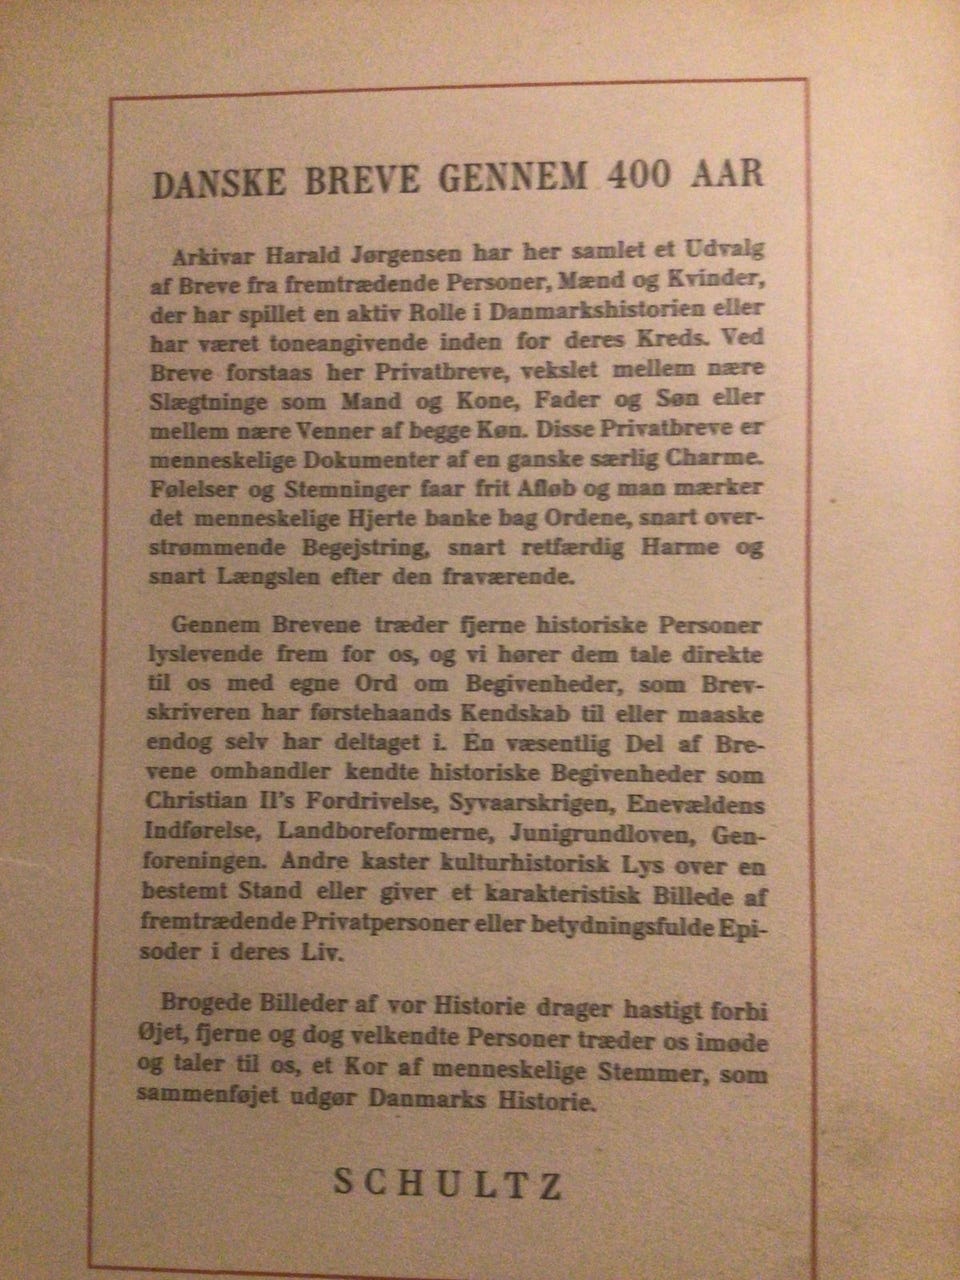 DANSKE BREVE GENNEM 400 AAR
Arkivar Harald Jørgensen har her samlet et Udvalg
af Breve fra fremtrædende Personer, Mænd og Kvinder,
der har spillet en aktiv Rolle i Danmarkshistorien eller
har været toneangivende inden for deres Kreds. Ved
Breve forstaas her Privatbreve, vekslet mellem nære
Slægtninge som Mand og Kone, Fader og Søn eller
mellem nære Venner af begge Køn. Disse Privatbreve er
menneskelige Dokumenter af en ganske særlig Charme.
Følelser og Stemninger faar frit Afløb og man mærker
det menneskelige Hjerte banke bag Ordene, snart over-
strømmende Begejstring, snart retfærdig Harme og
snart Længslen efter den fraværende.
Gennem Brevene træder fjerne historiske Personer
lyslevende frem for os, og vi hører dem tale direkte
til os med egne Ord om Begivenheder, som Brev-
skriveren har førstehaands Kendskab til eller maaske
endog selv har deltaget i. En væsentlig Del af Bre-
vene omhandler kendte historiske Begivenheder som
Christian II's Fordrivelse, Syvaarskrigen, Enevældens
Indførelse, Landboreformerne, Junigrundloven, Gen-
foreningen. Andre kaster kulturhistorisk Lys over en
bestemt Stand eller giver et karakteristisk Billede af
fremtrædende Privatpersoner eller betydningsfulde Epi-
soder i deres Liv.
Brogede Billeder af vor Historie drager hastigt forbi
Øjet, fjerne og dog velkendte Personer træder os imøde
og taler til os, et Kor af menneskelige Stemmer, som
sammenføjet udgør Danmarks Historie.
SCHULTZ